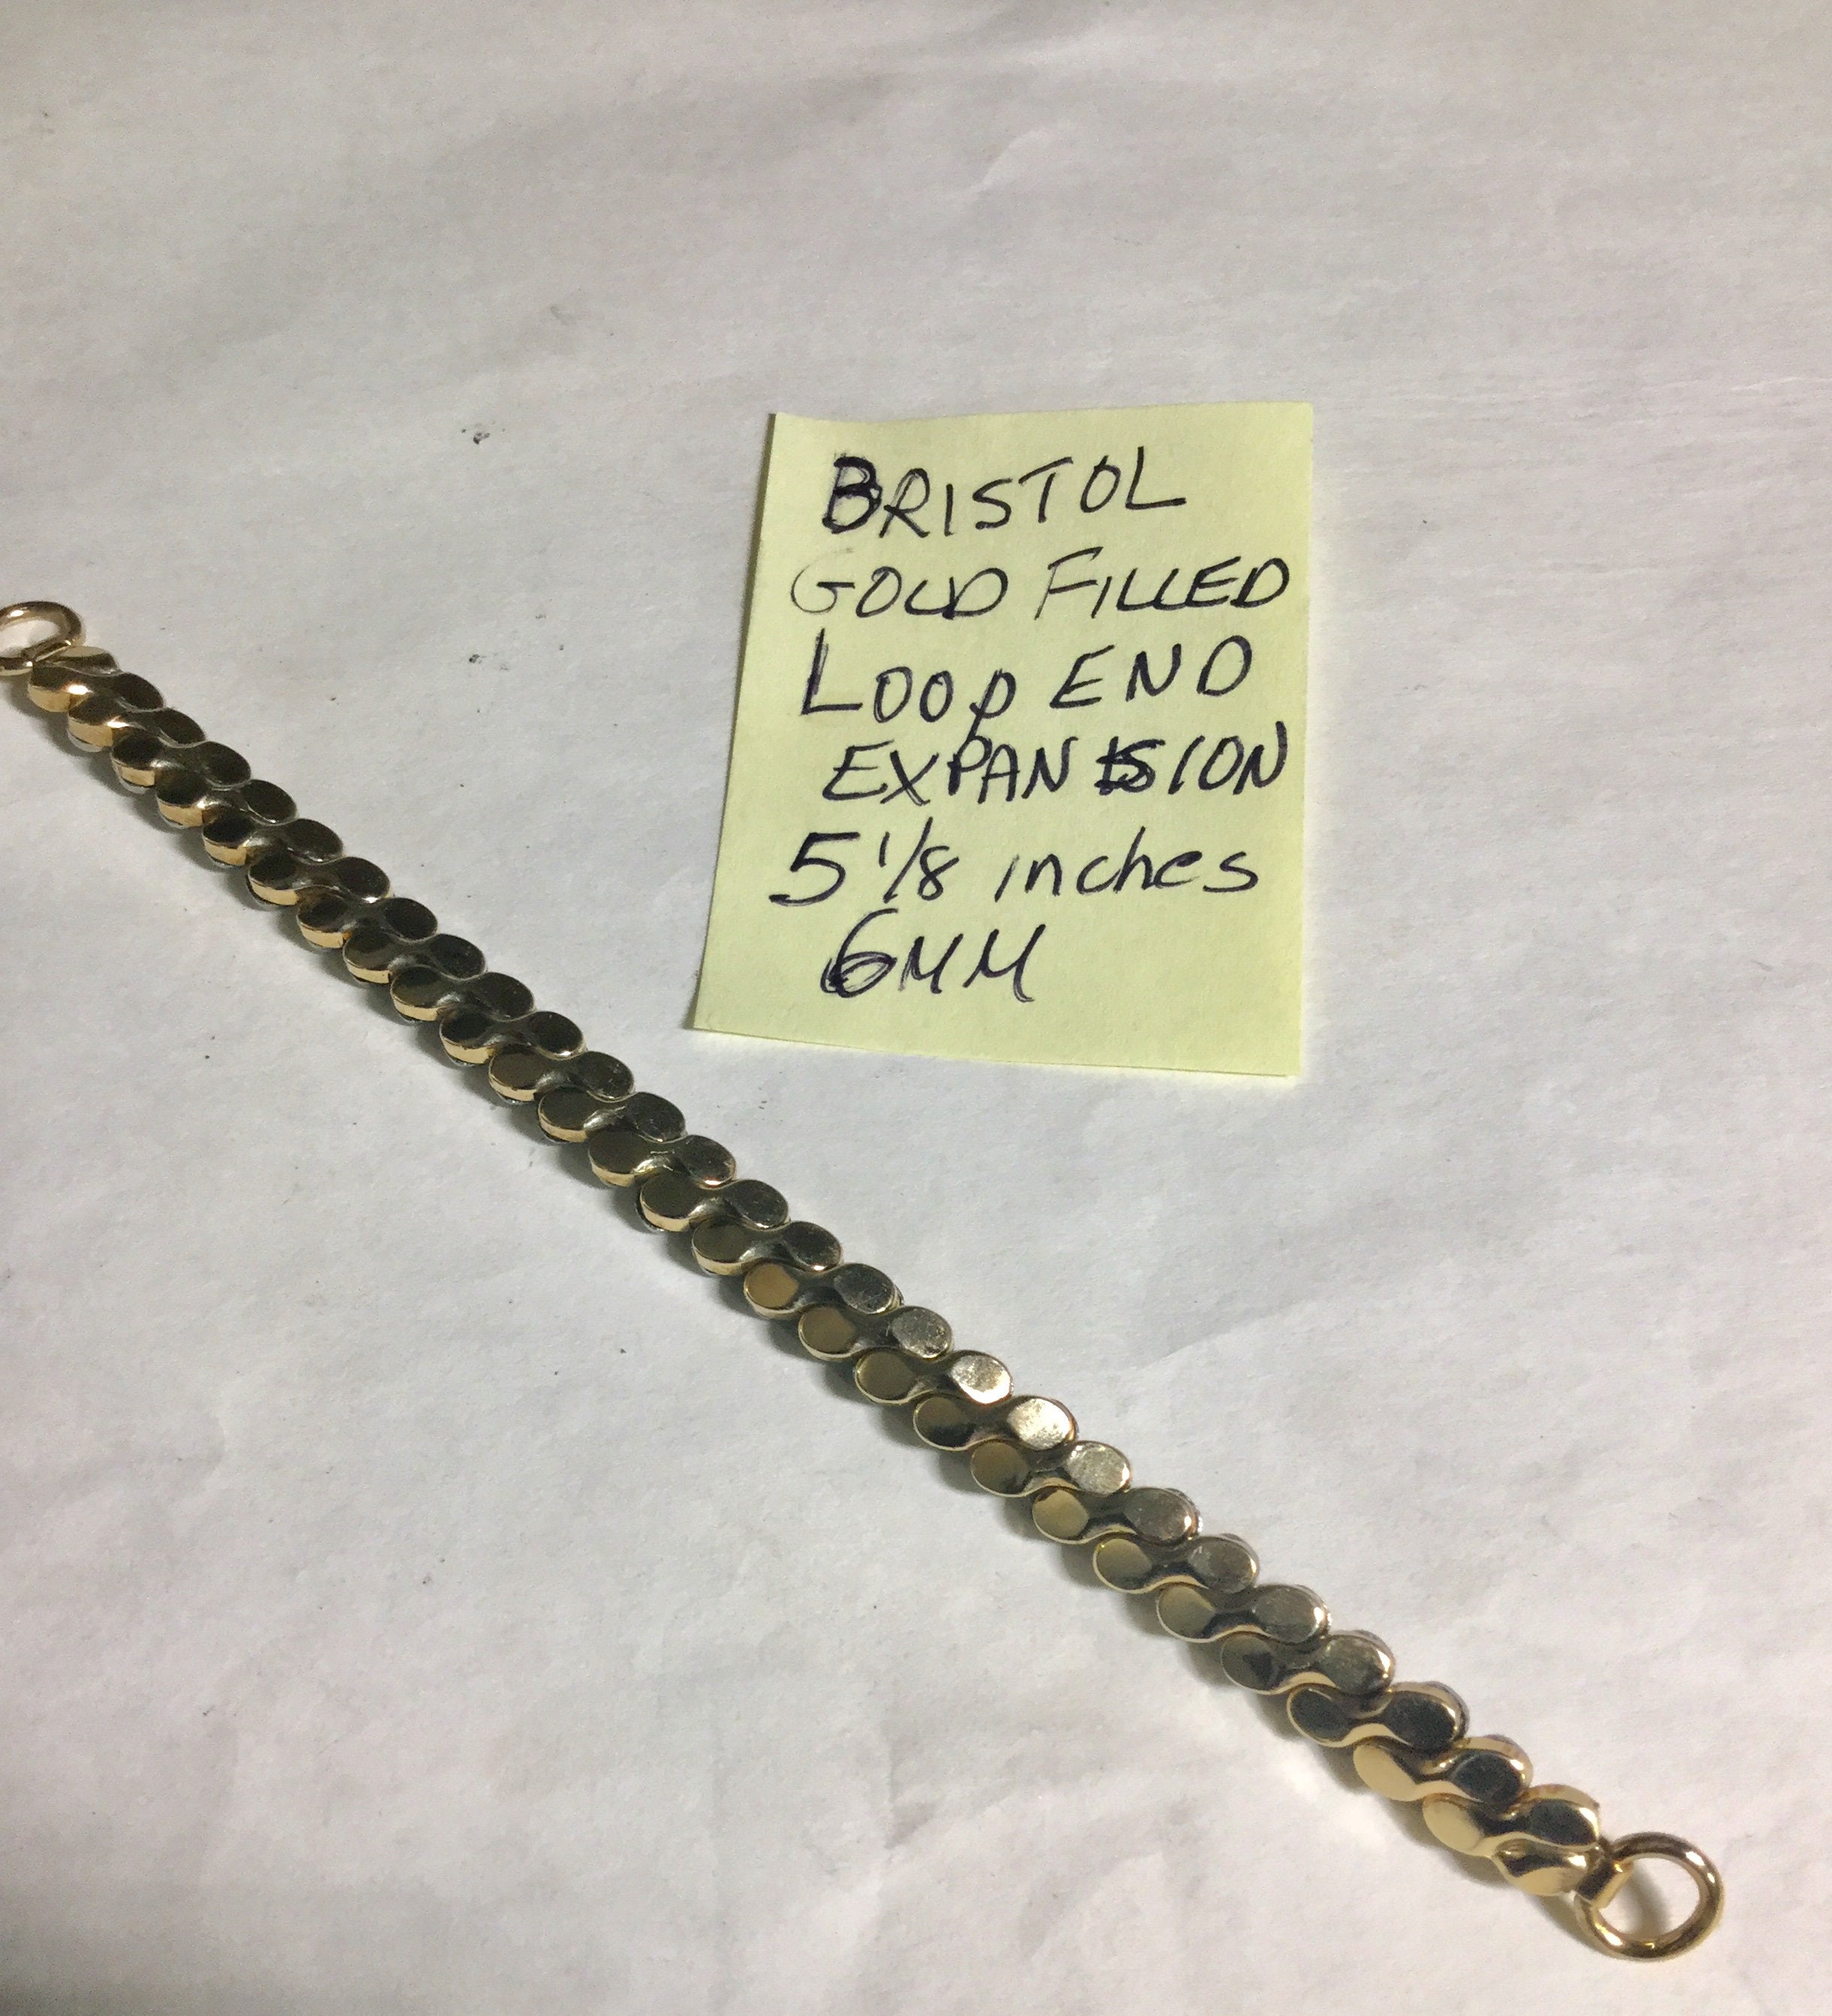 BRISTOL
GOLD FILLED
LOOP END
EXPANSION
5 1/8 inches
6MM